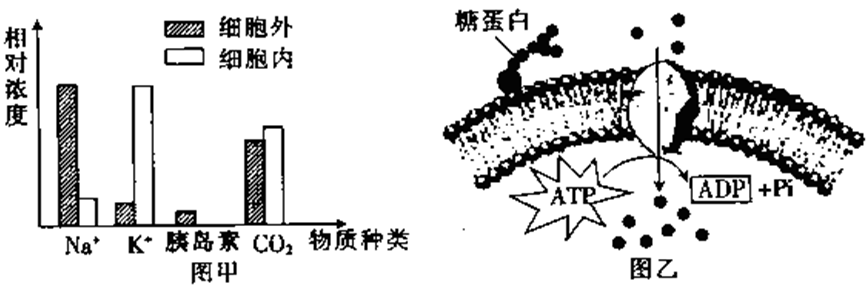 相对浓度
细胞外
细胞内
Na⁺ K⁺ 胰岛素 CO₂ 物质种类
图甲
糖蛋白
ATP
ADP +Pi
图乙